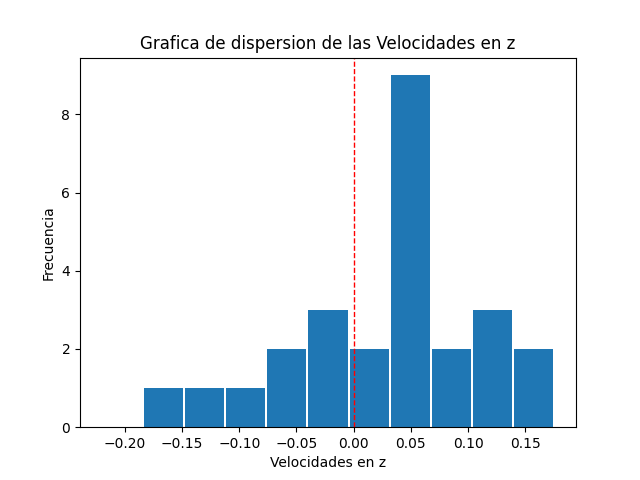 Grafica de dispersion de las Velocidades en z
Frecuencia
8
6
4
2
0
−0.20 −0.15 −0.10 −0.05 0.00 0.05 0.10 0.15
Velocidades en z